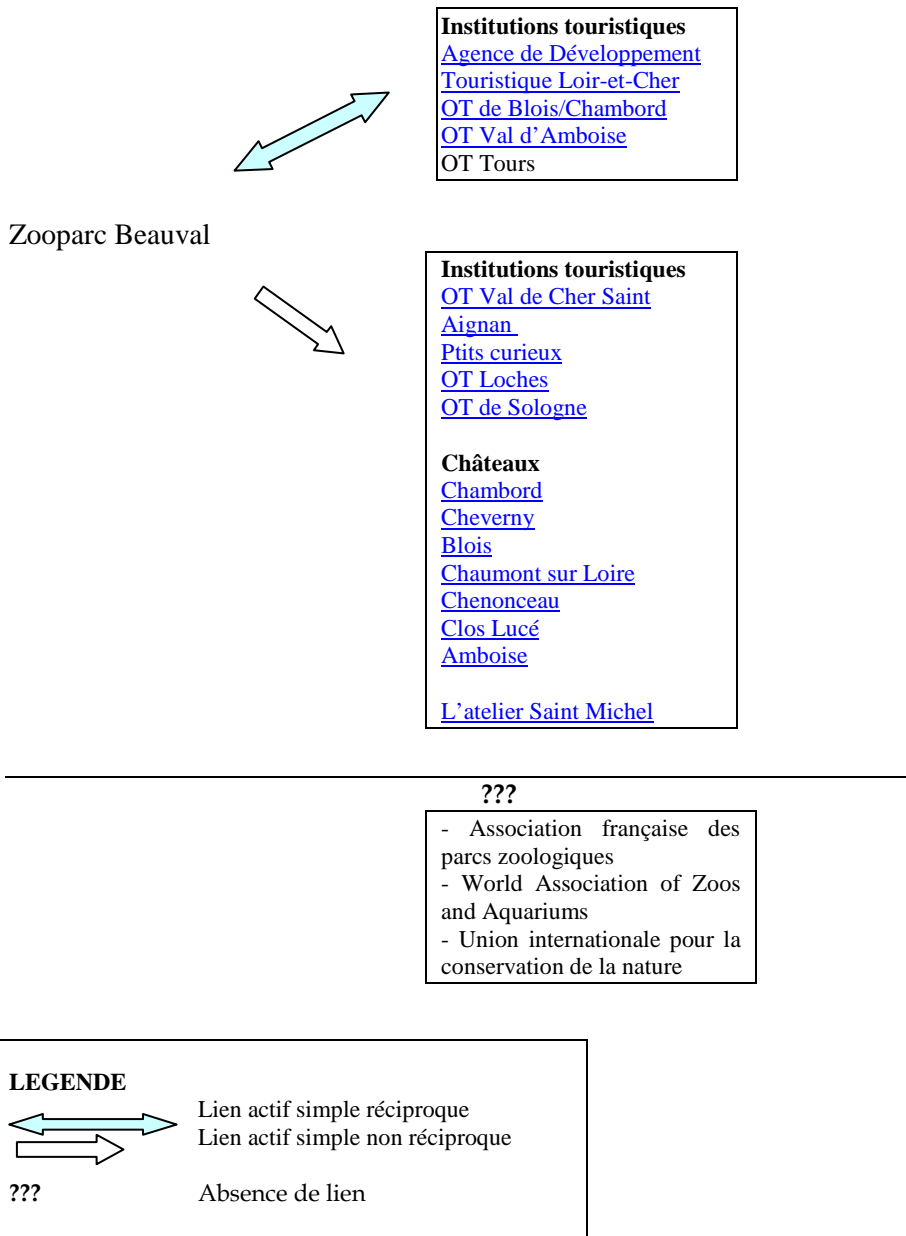 Institutions touristiques
Agence de Développement
Touristique Loir-et-Cher
OT de Blois/Chambord
OT Val d’Amboise
OT Tours
Zooparc Beauval
Institutions touristiques
OT Val de Cher Saint
Aignan
Ptits curieux
OT Loches
OT de Sologne
Châteaux
Chambord
Cheverny
Blois
Chaumont sur Loire
Chenonceau
Clos Lucé
Amboise
L’atelier Saint Michel
???
- Association française des
parcs zoologiques
- World Association of Zoos
and Aquariums
- Union internationale pour la
conservation de la nature
LEGENDE
Lien actif simple réciproque
Lien actif simple non réciproque
??? Absence de lien